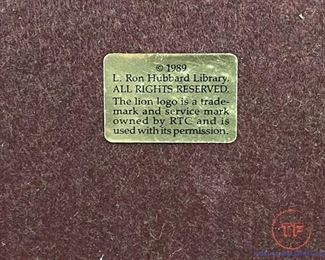 © 1989
L. Ron Hubbard Library.
ALL RIGHTS RESERVED.
The lion logo is a trade-
mark and service mark
owned by RTC and is
used with its permission.
TF